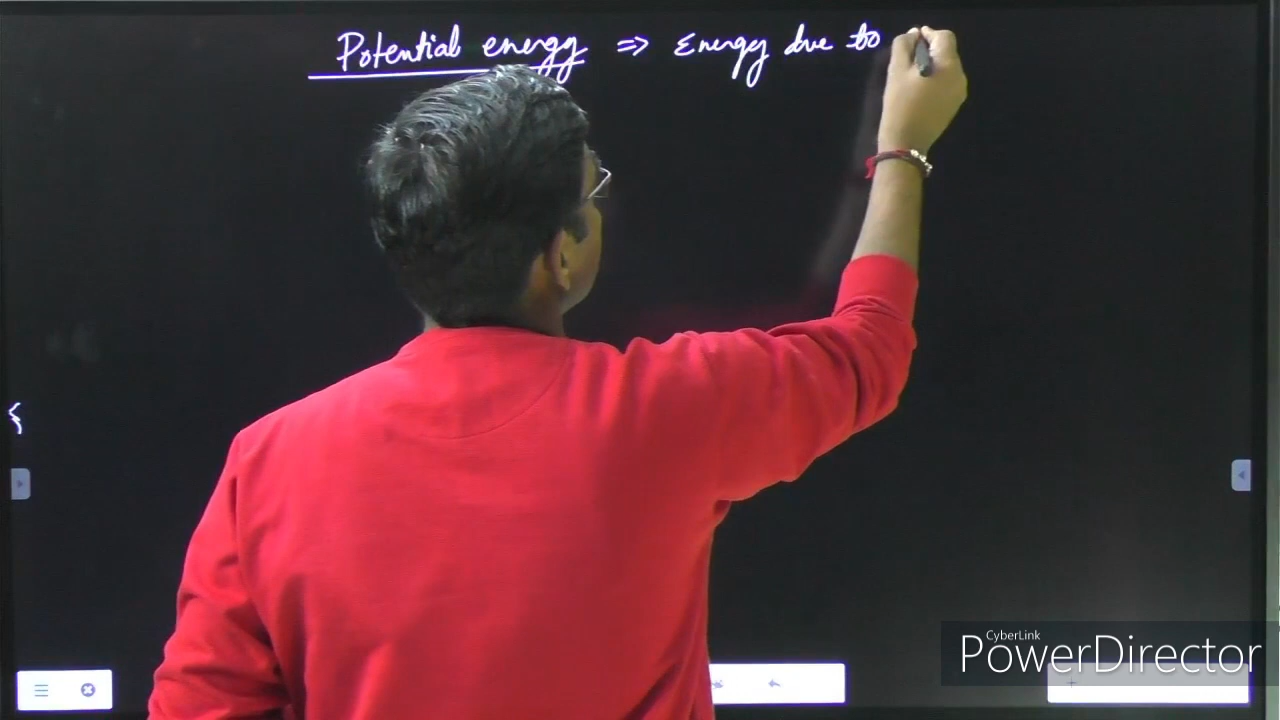 Potential energy ⇒ Energy due to
{
CyberLink
PowerDirector